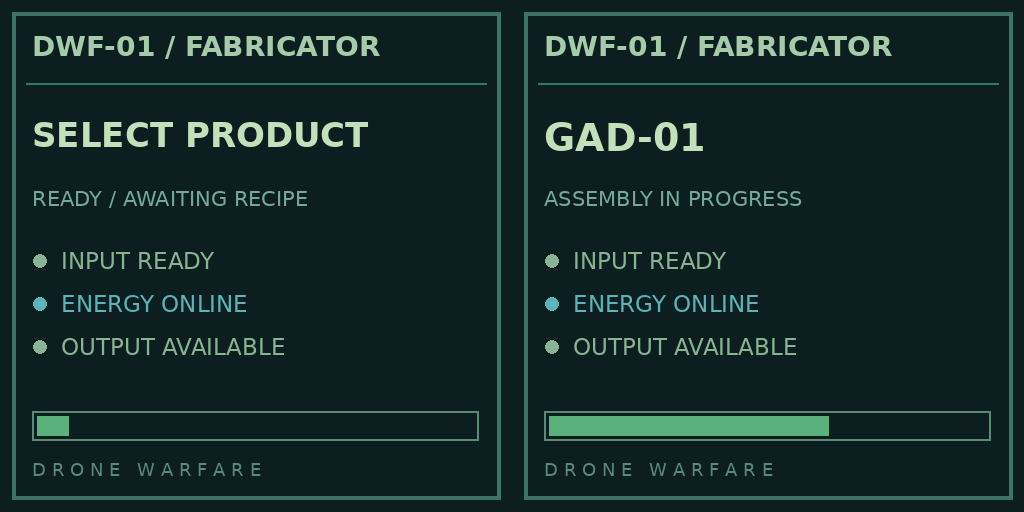 DWF-01 / FABRICATOR
SELECT PRODUCT
READY / AWAITING RECIPE
INPUT READY
ENERGY ONLINE
OUTPUT AVAILABLE
DRONE WARFARE
DWF-01 / FABRICATOR
GAD-01
ASSEMBLY IN PROGRESS
INPUT READY
ENERGY ONLINE
OUTPUT AVAILABLE
DRONE WARFARE